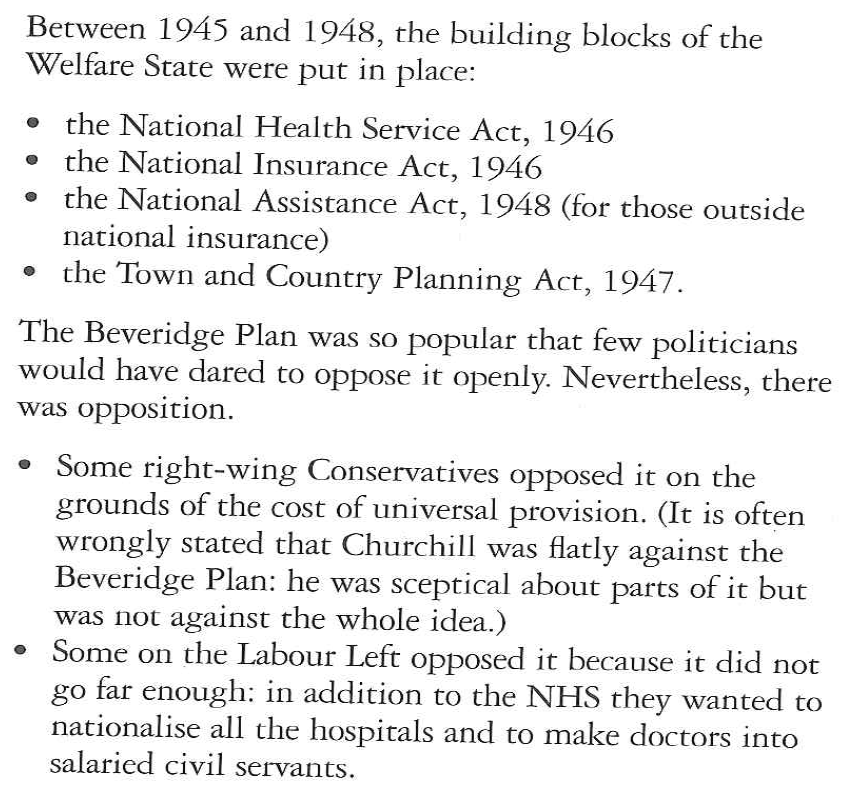 Between 1945 and 1948, the building blocks of the
Welfare State were put in place:
• the National Health Service Act, 1946
• the National Insurance Act, 1946
• the National Assistance Act, 1948 (for those outside
national insurance)
• the Town and Country Planning Act, 1947.
The Beveridge Plan was so popular that few politicians
would have dared to oppose it openly. Nevertheless, there
was opposition.
• Some right-wing Conservatives opposed it on the
grounds of the cost of universal provision. (It is often
wrongly stated that Churchill was flatly against the
Beveridge Plan: he was sceptical about parts of it but
was not against the whole idea.)
• Some on the Labour Left opposed it because it did not
go far enough: in addition to the NHS they wanted to
nationalise all the hospitals and to make doctors into
salaried civil servants.